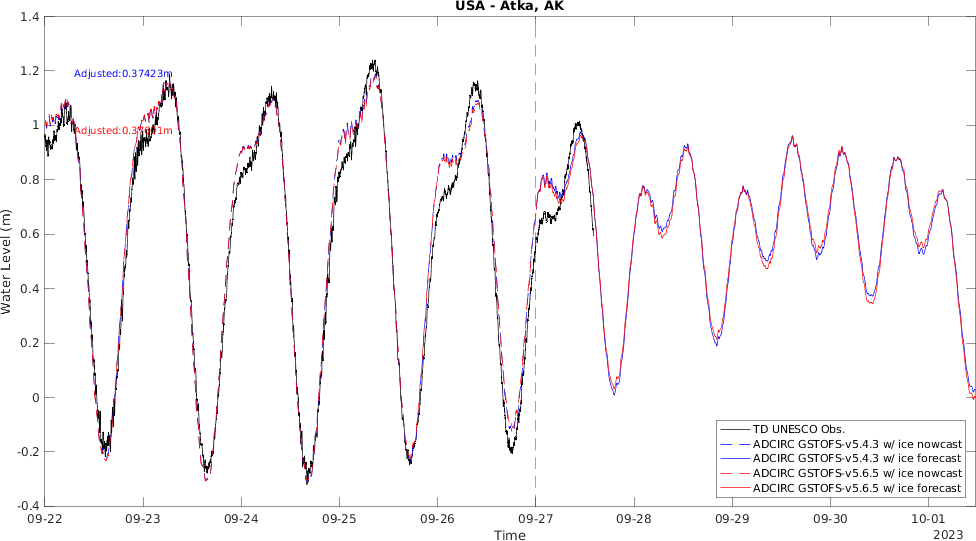 USA - Atka, AK
1.4
1.2
1
0.8
0.6
0.4
0.2
0
-0.2
-0.4
Water Level (m)
Adjusted:0.37423m
TD UNESCO Obs.
ADCIRC GSTOFS-v5.4.3 w/ ice nowcast
ADCIRC GSTOFS-v5.4.3 w/ ice forecast
ADCIRC GSTOFS-v5.6.5 w/ ice nowcast
ADCIRC GSTOFS-v5.6.5 w/ ice forecast
09-22 09-23 09-24 09-25 09-26 09-27 09-28 09-29 09-30 10-01
Time
2023